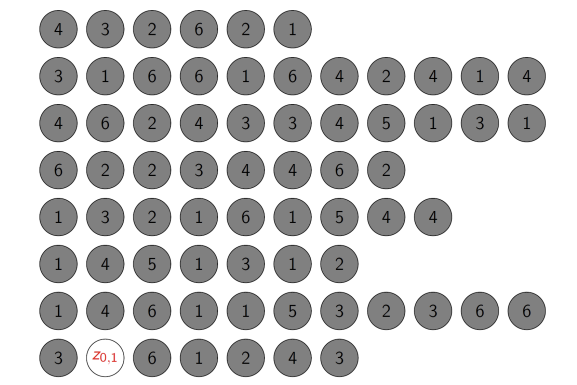 4 3 2 6 2 1
3 1 6 6 1 6 4 2 4 1 4
4 6 2 4 3 3 4 5 1 3 1
6 2 2 3 4 4 6 2
1 3 2 1 6 1 5 4 4
1 4 5 1 3 1 2
1 4 6 1 1 5 3 2 3 6 6
3 z0,1 6 1 2 4 3